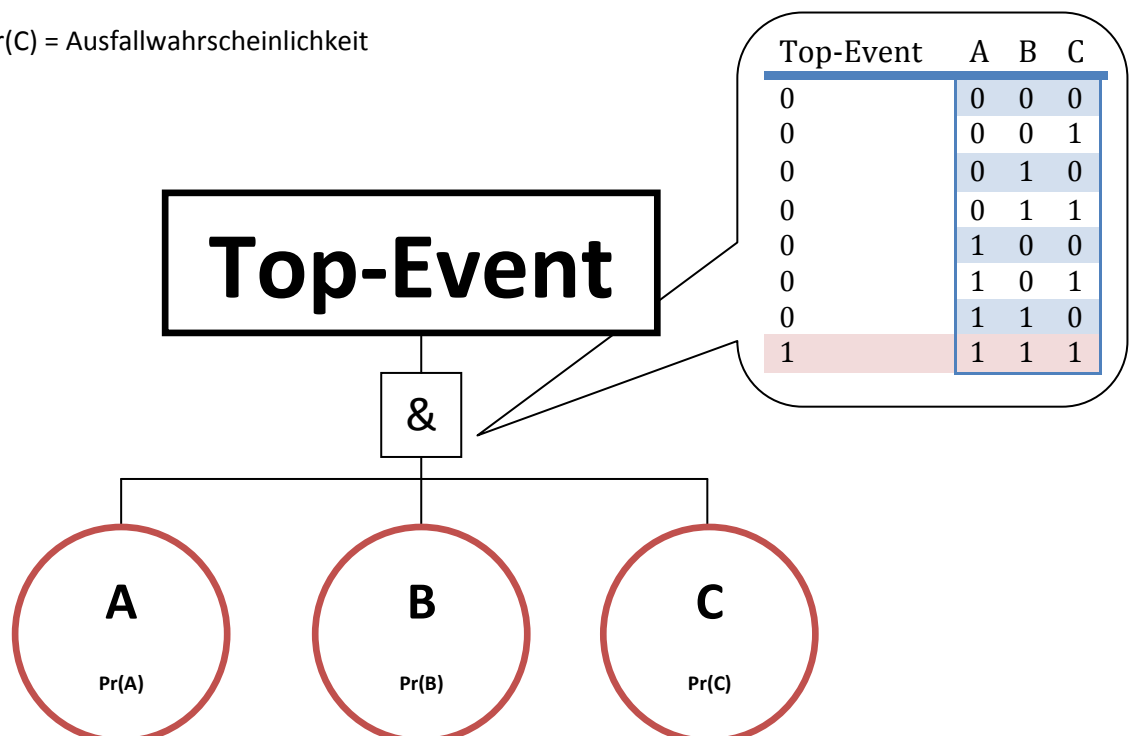 r(C) = Ausfallwahrscheinlichkeit
Top-Event A B C
0 0 0 0
0 0 0 1
0 0 1 0
0 0 1 1
0 1 0 0
0 1 0 1
0 1 1 0
1 1 1 1
Top-Event
&
A B C
Pr(A) Pr(B) Pr(C)